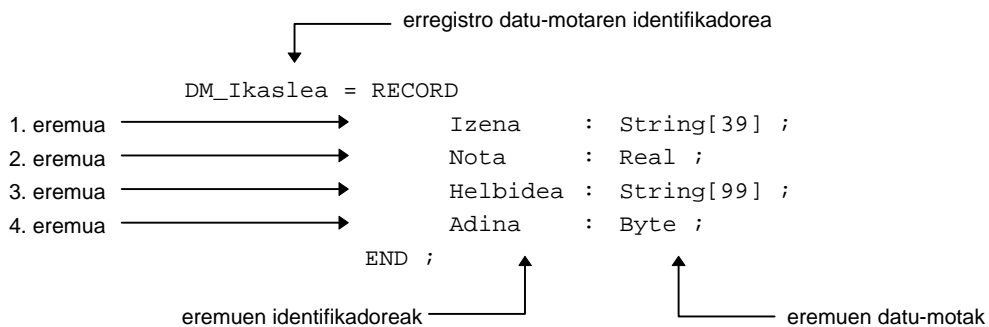 erregistro datu-motaren identifikadorea
DM_Ikaslea = RECORD
1. eremua Izena : String[39] ;
2. eremua Nota : Real ;
3. eremua Helbidea : String[99] ;
4. eremua Adina : Byte ;
END ;
eremuen identifikadoreak eremuen datu-motak